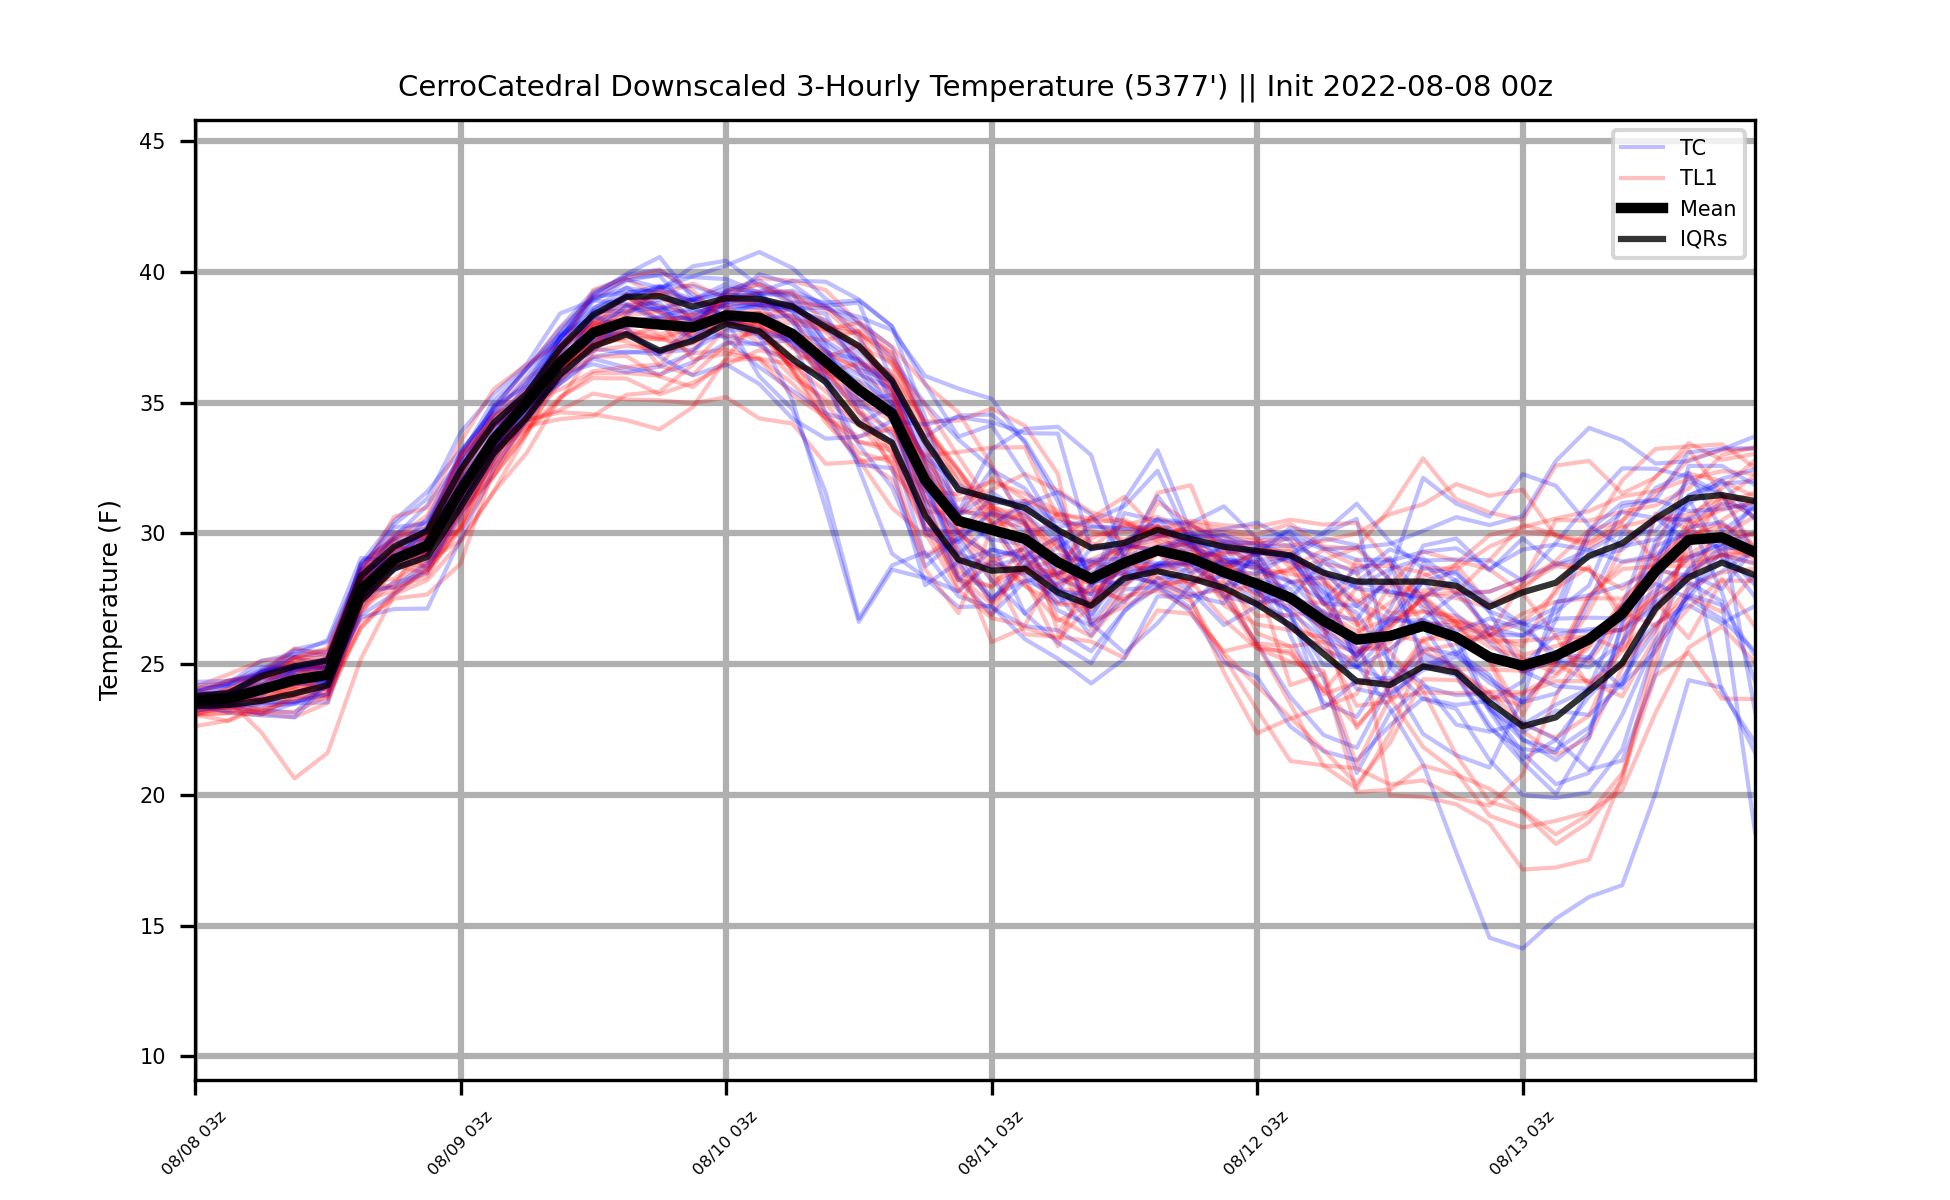 CerroCatedral Downscaled 3-Hourly Temperature (5377') || Init 2022-08-08 00z
TC
TL1
Mean
IQRs
Temperature (F)
45
40
35
30
25
20
15
10
08/08 03z
08/09 03z
08/10 03z
08/11 03z
08/12 03z
08/13 03z